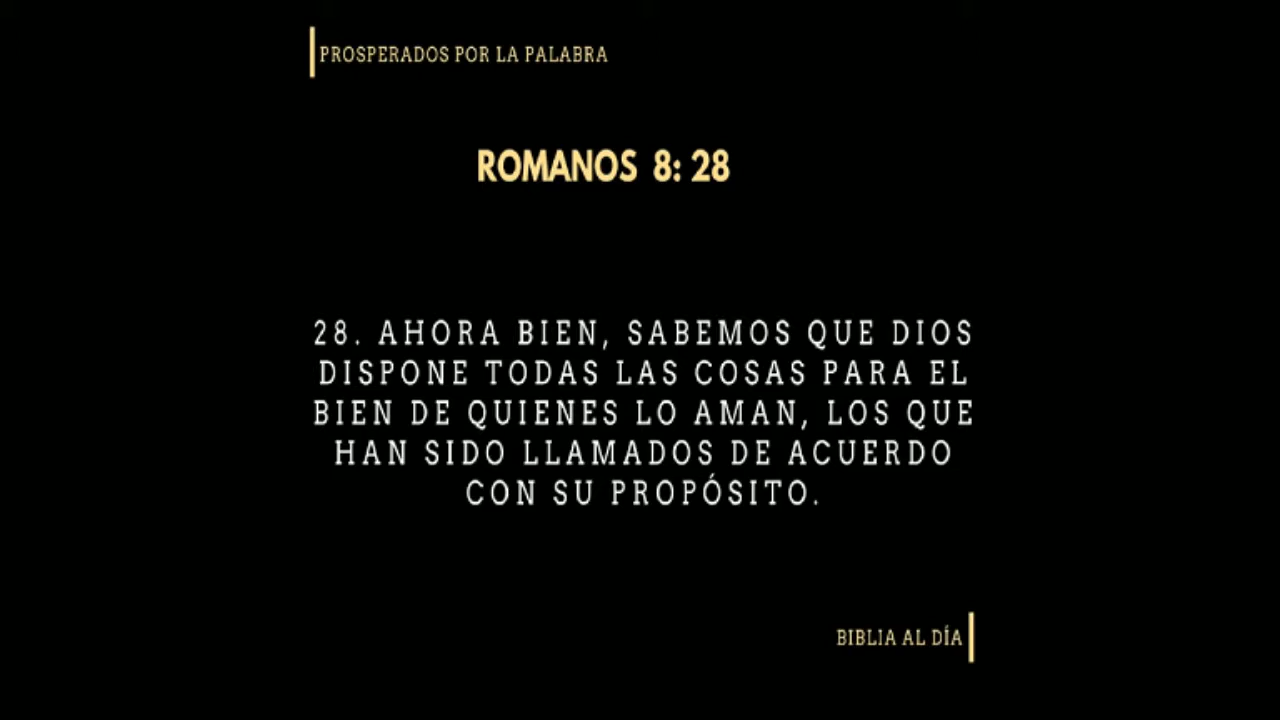 PROSPERADOS POR LA PALABRA
ROMANOS 8: 28
28. AHORA BIEN, SABEMOS QUE DIOS
DISPONE TODAS LAS COSAS PARA EL
BIEN DE QUIENES LO AMAN, LOS QUE
HAN SIDO LLAMADOS DE ACUERDO
CON SU PROPÓSITO.
BIBLIA AL DÍA